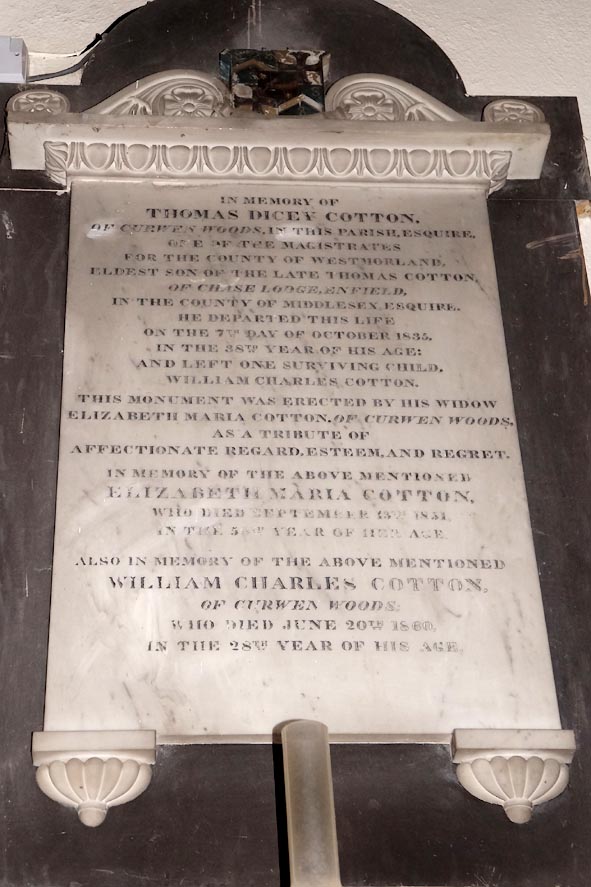 IN MEMORY OF
THOMAS DICEY COTTON,
OF CURWEN WOODS, IN THIS PARISH, ESQUIRE,
ONE OF THE MAGISTRATES
FOR THE COUNTY OF WESTMORLAND,
ELDEST SON OF THE LATE THOMAS COTTON,
OF CHASE LODGE, ENFIELD,
IN THE COUNTY OF MIDDLESEX, ESQUIRE.
HE DEPARTED THIS LIFE
ON THE 7TH DAY OF OCTOBER 1835,
IN THE 38TH YEAR OF HIS AGE:
AND LEFT ONE SURVIVING CHILD,
WILLIAM CHARLES COTTON.
THIS MONUMENT WAS ERECTED BY HIS WIDOW
ELIZABETH MARIA COTTON, OF CURWEN WOODS,
AS A TRIBUTE OF
AFFECTIONATE REGARD, ESTEEM, AND REGRET.
IN MEMORY OF THE ABOVE MENTIONED
ELIZABETH MARIA COTTON,
WHO DIED SEPTEMBER 13TH 1851,
IN THE YEAR OF HER AGE.
ALSO IN MEMORY OF THE ABOVE MENTIONED
WILLIAM CHARLES COTTON,
OF CURWEN WOODS;
WHO DIED JUNE 20TH 1860,
IN THE 28TH YEAR OF HIS AGE.